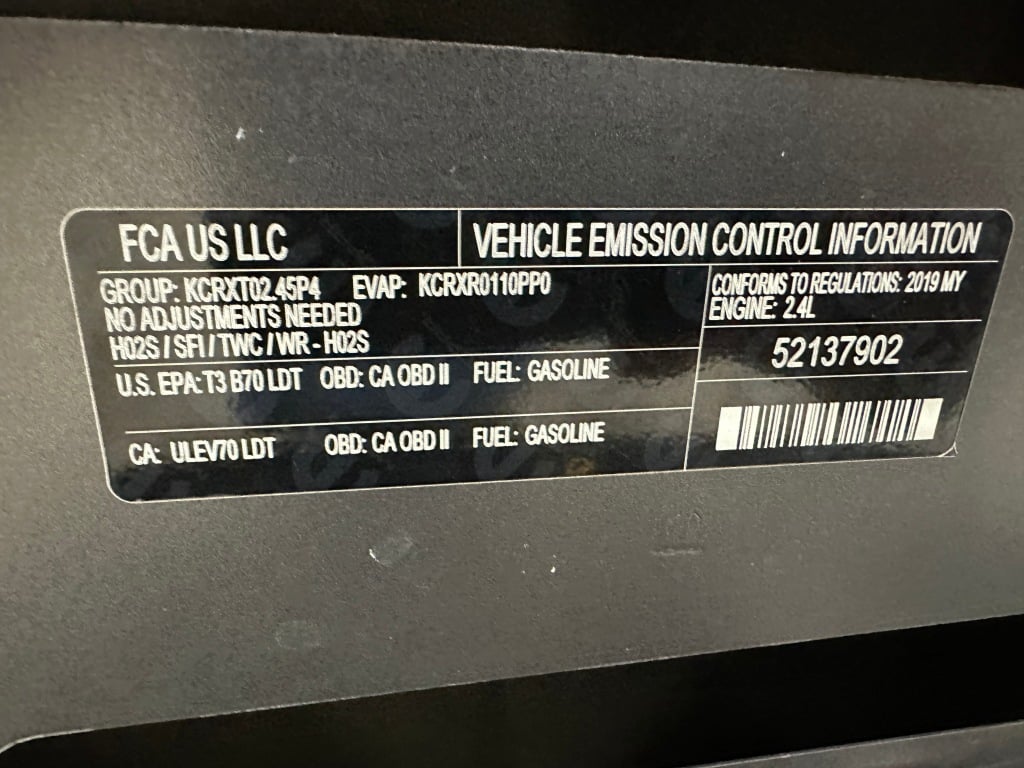 FCA US LLC
VEHICLE EMISSION CONTROL INFORMATION
GROUP: KCRXT02.45P4 EVAP: KCRXR0110PP0
NO ADJUSTMENTS NEEDED
H02S / SFI / TWC / WR - H02S
U.S. EPA: T3 B70 LDT OBD: CA OBD II FUEL: GASOLINE
CA: ULEV70 LDT OBD: CA OBD II FUEL: GASOLINE
CONFORMS TO REGULATIONS: 2019 MY
ENGINE: 2.4L
52137902